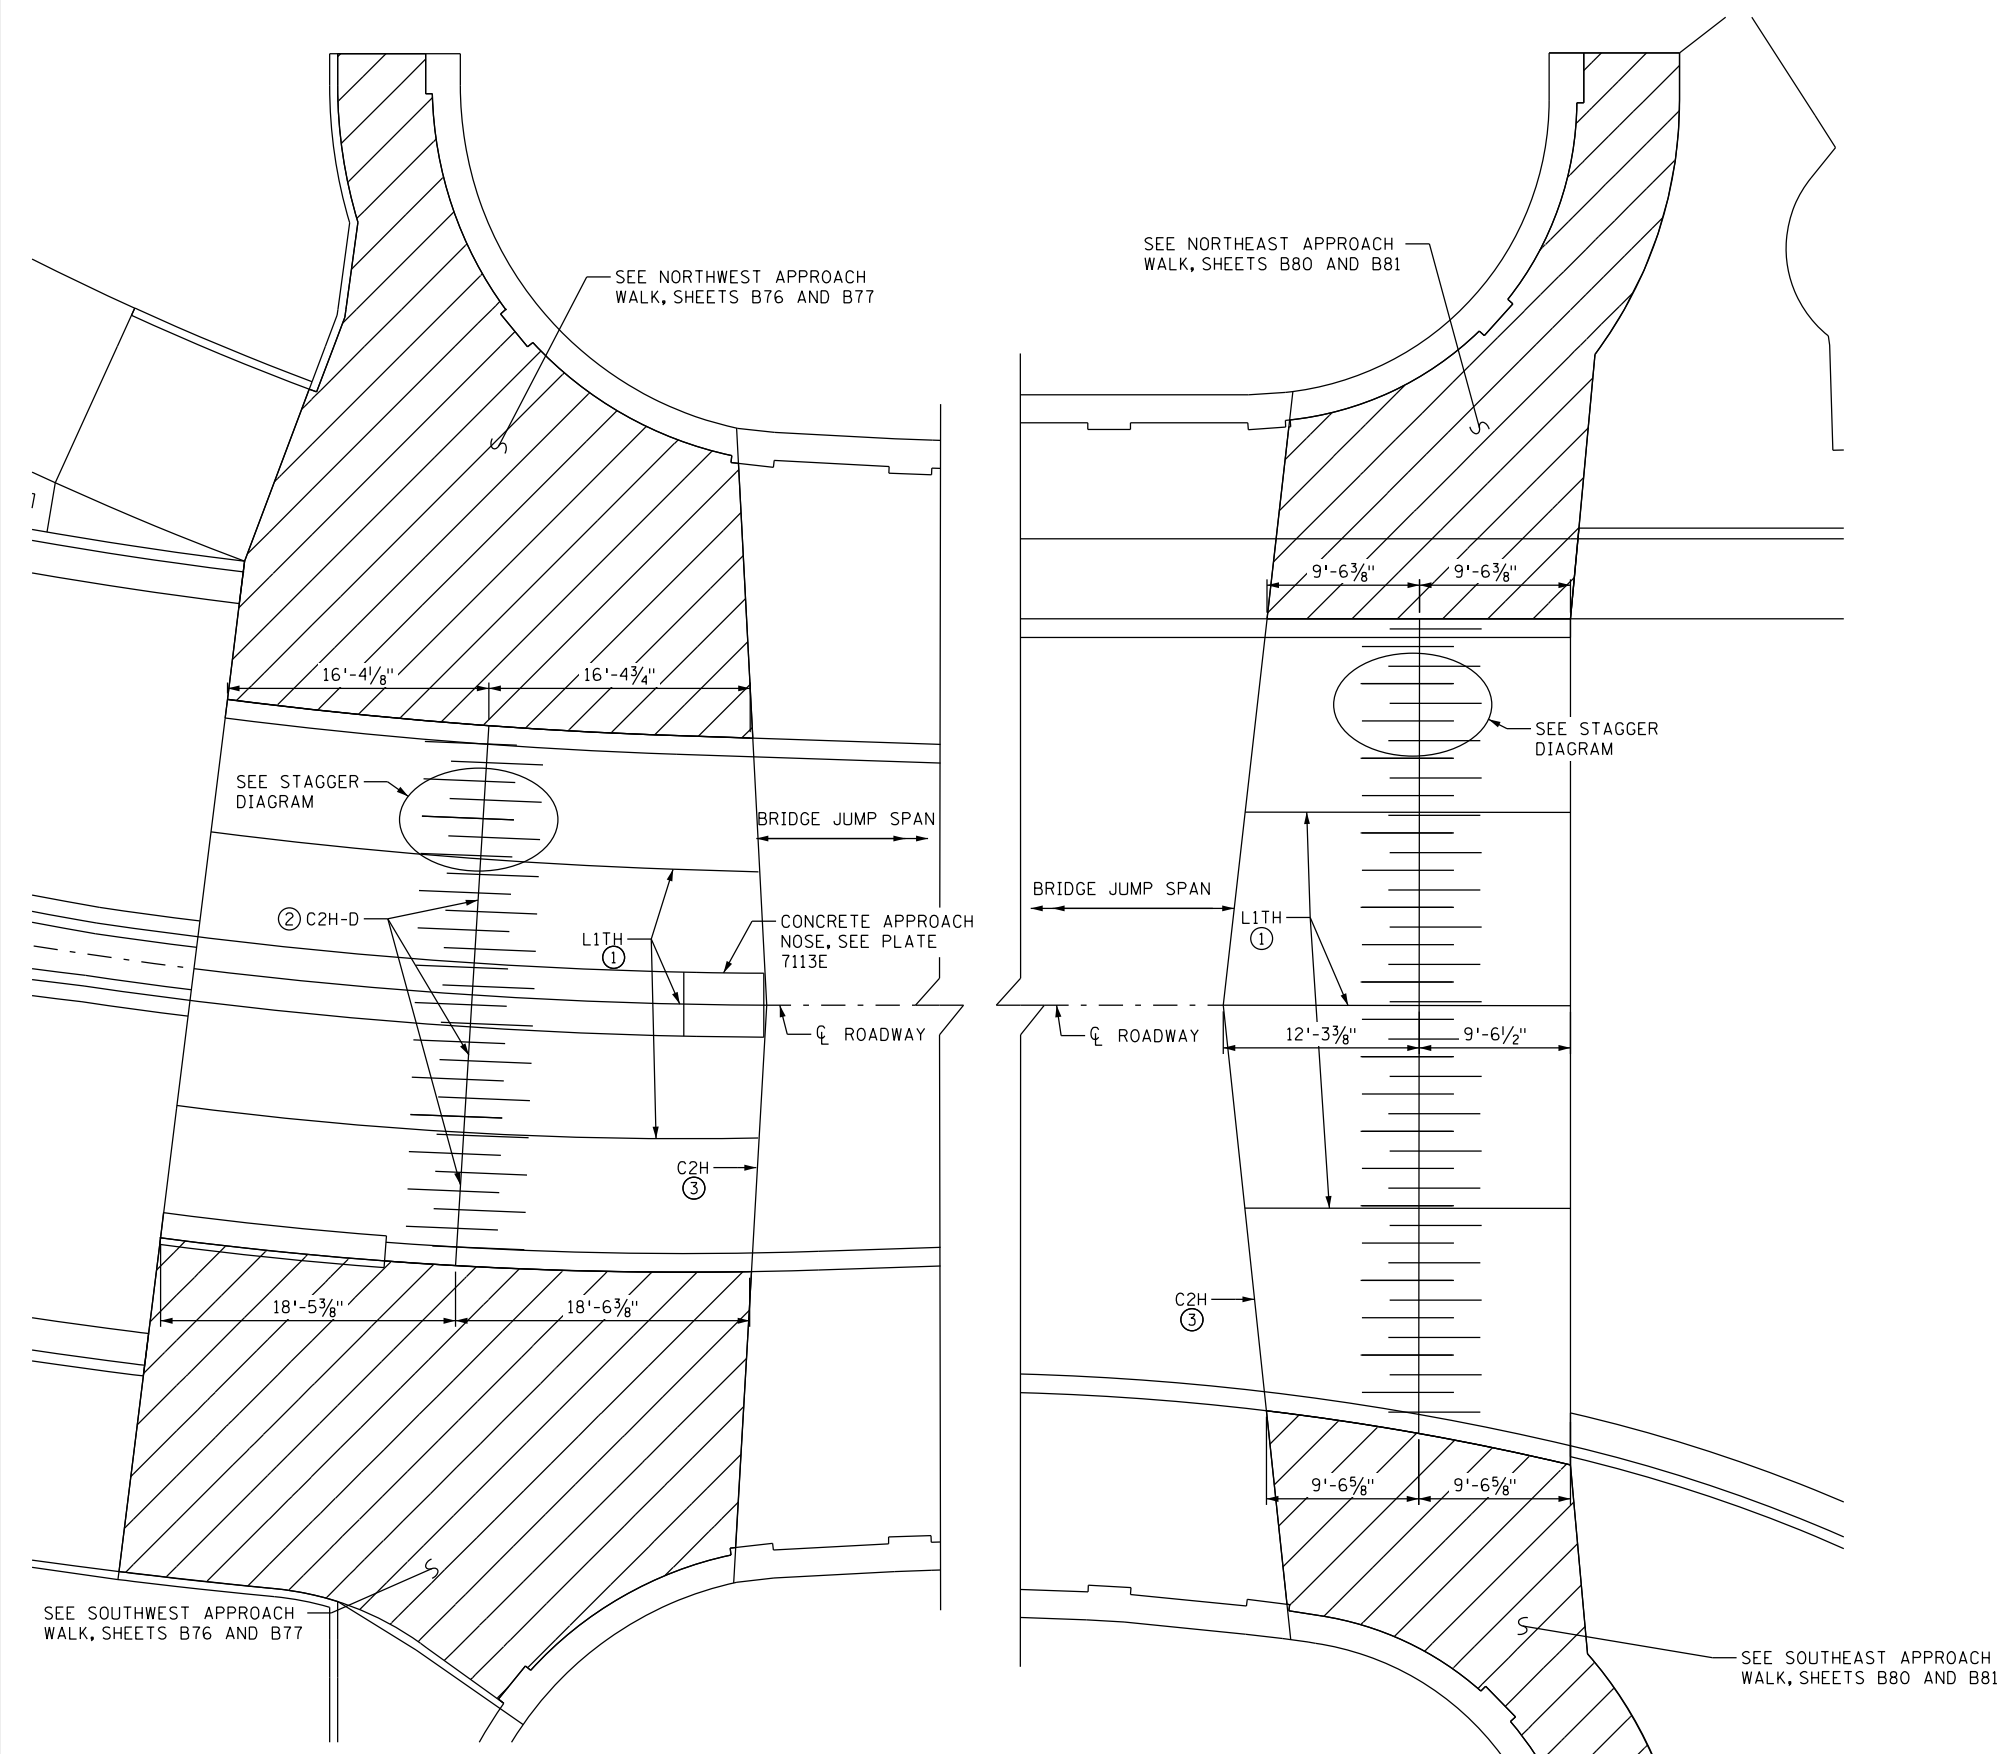 SEE NORTHWEST APPROACH
WALK, SHEETS B76 AND B77
SEE NORTHEAST APPROACH
WALK, SHEETS B80 AND B81
9'-6⅜" 9'-6⅜"
16'-4⅛" 16'-4¾"
SEE STAGGER
DIAGRAM
SEE STAGGER
DIAGRAM
BRIDGE JUMP SPAN
BRIDGE JUMP SPAN
② C2H-D
L1TH
①
CONCRETE APPROACH
NOSE, SEE PLATE
7113E
L1TH
①
℄ ROADWAY
℄ ROADWAY
12'-3⅜" 9'-6½"
C2H
③
C2H
③
18'-5⅜" 18'-6⅜"
9'-6⅝" 9'-6⅝"
SEE SOUTHWEST APPROACH
WALK, SHEETS B76 AND B77
SEE SOUTHEAST APPROACH
WALK, SHEETS B80 AND B81